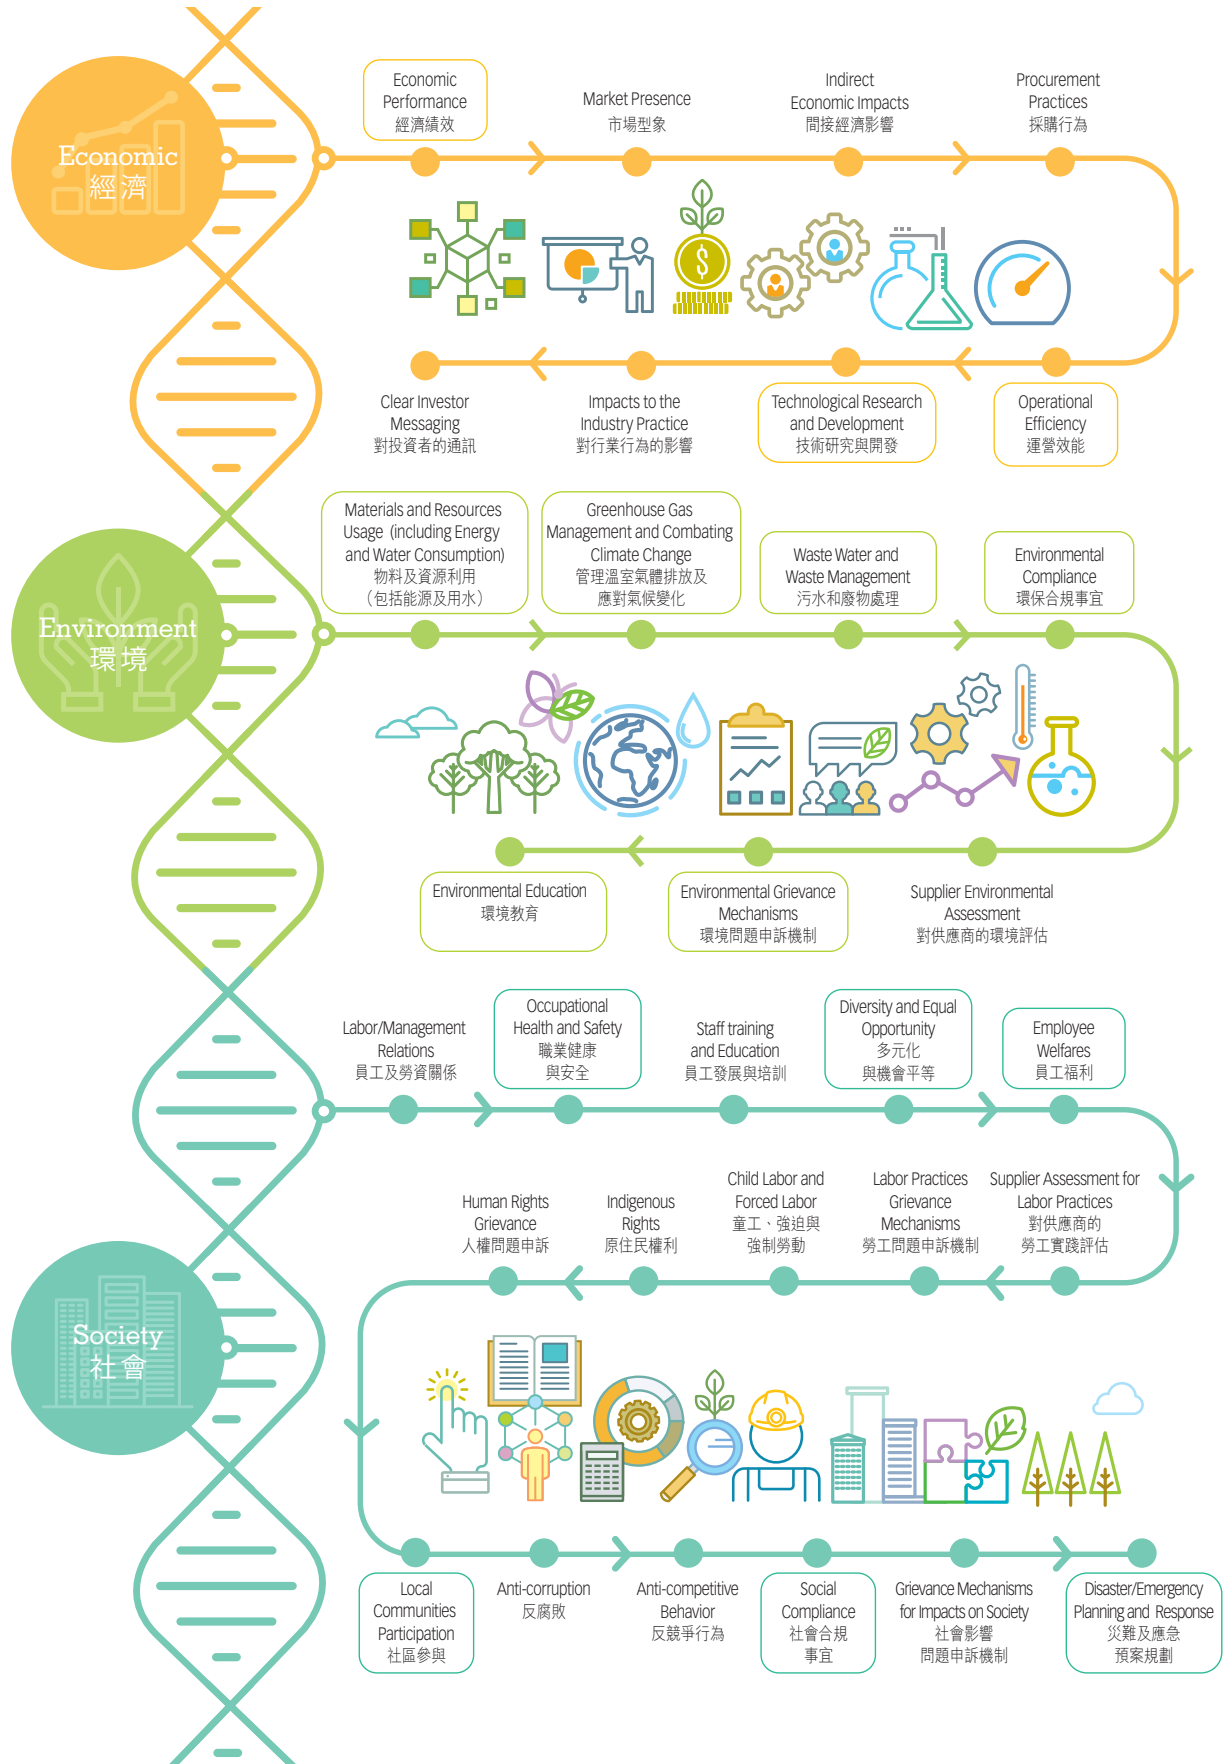 Economic
經濟
Economic
Performance
經濟績效
Market Presence
市場型象
Indirect
Economic Impacts
間接經濟影響
Procurement
Practices
採購行為
Clear Investor
Messaging
對投資者的通訊
Impacts to the
Industry Practice
對行業行為的影響
Technological Research
and Development
技術研究與開發
Operational
Efficiency
運營效能
Environment
環境
Materials and Resources
Usage (including Energy
and Water Consumption)
物料及資源利用
（包括能源及用水）
Greenhouse Gas
Management and Combating
Climate Change
管理溫室氣體排放及
應對氣候變化
Waste Water and
Waste Management
污水和廢物處理
Environmental
Compliance
環保合規事宜
Environmental Education
環境教育
Environmental Grievance
Mechanisms
環境問題申訴機制
Supplier Environmental
Assessment
對供應商的環境評估
Labor/Management
Relations
員工及勞資關係
Occupational
Health and Safety
職業健康
與安全
Staff training
and Education
員工發展與培訓
Diversity and Equal
Opportunity
多元化
與機會平等
Employee
Welfares
員工福利
Human Rights
Grievance
人權問題申訴
Indigenous
Rights
原住民權利
Child Labor and
Forced Labor
童工、強迫與
強制勞動
Labor Practices
Grievance
Mechanisms
勞工問題申訴機制
Supplier Assessment for
Labor Practices
對供應商的
勞工實踐評估
Society
社會
Local
Communities
Participation
社區參與
Anti-corruption
反腐敗
Anti-competitive
Behavior
反競爭行為
Social
Compliance
社會合規
事宜
Grievance Mechanisms
for Impacts on Society
社會影響
問題申訴機制
Disaster/Emergency
Planning and Response
災難及應急
預案規劃